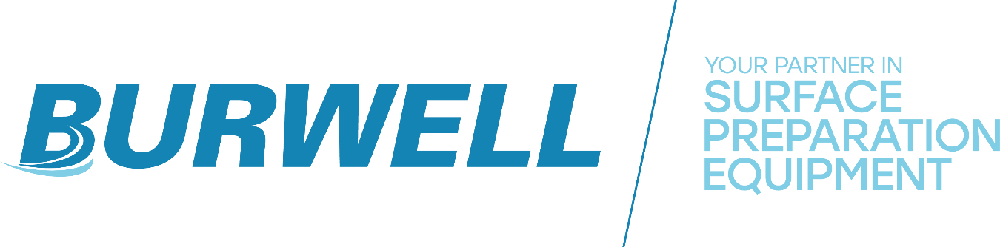 BURWELL
YOUR PARTNER IN
SURFACE
PREPARATION
EQUIPMENT